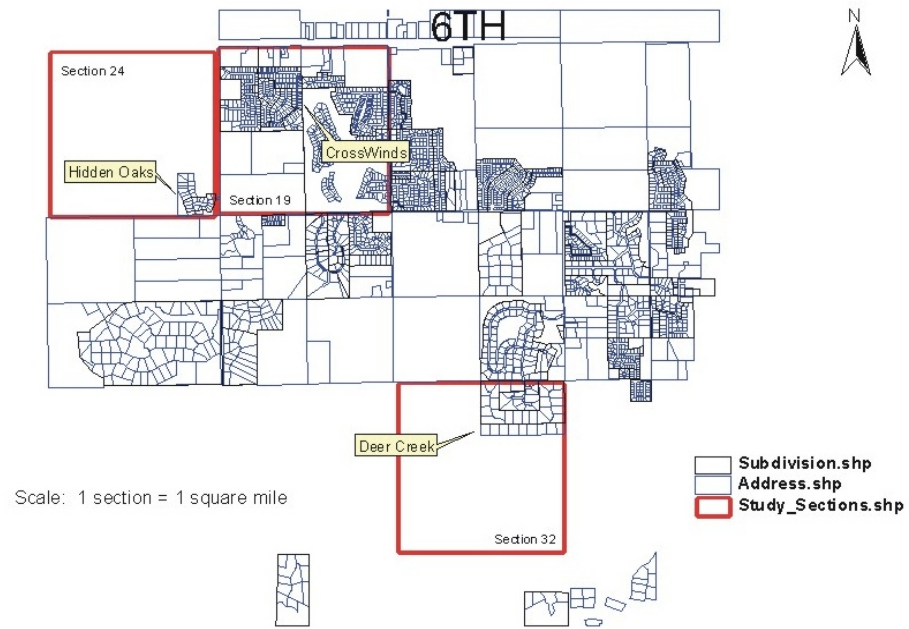 6TH
N
Section 24
CrossWinds
Hidden Oaks
Section 19
Deer Creek
Subdivision.shp
Address.shp
Study_Sections.shp
Scale: 1 section = 1 square mile
Section 32